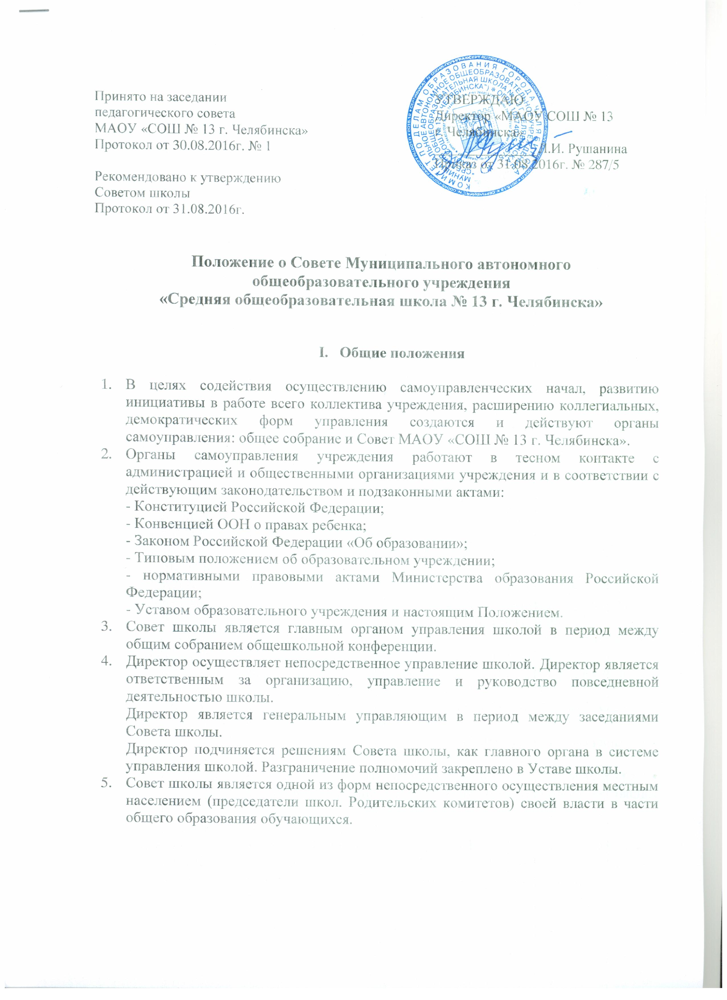 Принято на заседании
педагогического совета
МАОУ «СОШ № 13 г. Челябинска»
Протокол от 30.08.2016г. № 1
Рекомендовано к утверждению
Советом школы
Протокол от 31.08.2016г.
УТВЕРЖДАЮ
Директор «МАОУ СОШ № 13
г. Челябинска»
Л.И. Рушанина
Приказ от 31.08.2016г. № 287/5
КОМИТЕТ ПО ДЕЛАМ ОБРАЗОВАНИЯ ГОРОДА ЧЕЛЯБИНСКА
Положение о Совете Муниципального автономного
общеобразовательного учреждения
«Средняя общеобразовательная школа № 13 г. Челябинска»
I. Общие положения
1. В целях содействия осуществлению самоуправленческих начал, развитию
инициативы в работе всего коллектива учреждения, расширению коллегиальных,
демократических форм управления создаются и действуют органы
самоуправления: общее собрание и Совет МАОУ «СОШ № 13 г. Челябинска».
2. Органы самоуправления учреждения работают в тесном контакте с
администрацией и общественными организациями учреждения и в соответствии с
действующим законодательством и подзаконными актами:
- Конституцией Российской Федерации;
- Конвенцией ООН о правах ребенка;
- Законом Российской Федерации «Об образовании»;
- Типовым положением об образовательном учреждении;
- нормативными правовыми актами Министерства образования Российской
Федерации;
- Уставом образовательного учреждения и настоящим Положением.
3. Совет школы является главным органом управления школой в период между
общим собранием общешкольной конференции.
4. Директор осуществляет непосредственное управление школой. Директор является
ответственным за организацию, управление и руководство повседневной
деятельностью школы.
Директор является генеральным управляющим в период между заседаниями
Совета школы.
Директор подчиняется решениям Совета школы, как главного органа в системе
управления школой. Разграничение полномочий закреплено в Уставе школы.
5. Совет школы является одной из форм непосредственного осуществления местным
населением (председатели школ. Родительских комитетов) своей власти в части
общего образования обучающихся.